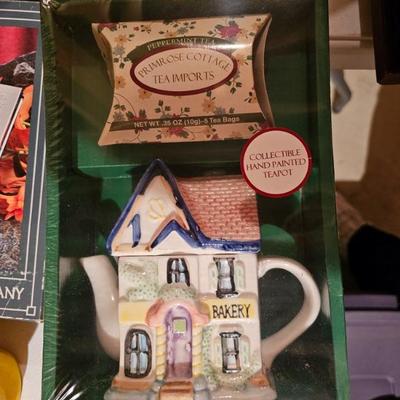 PEPPERMINT TEA
PRIMROSE COTTAGE
TEA IMPORTS
NET WT .35 OZ (10g)-5 Tea Bags
COLLECTIBLE
HAND PAINTED
TEAPOT
BAKERY
ANY